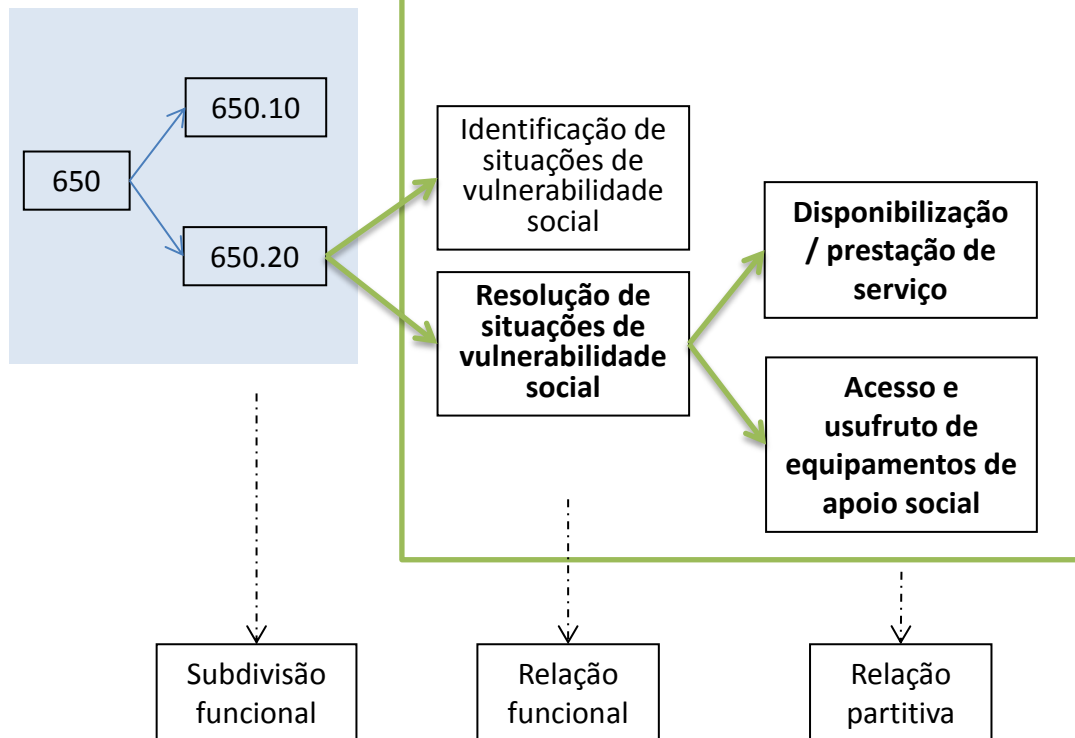 650
650.10
650.20
Identificação de
situações de
vulnerabilidade
social
Resolução de
situações de
vulnerabilidade
social
Disponibilização
/ prestação de
serviço
Acesso e
usufruto de
equipamentos de
apoio social
Subdivisão
funcional
Relação
funcional
Relação
partitiva